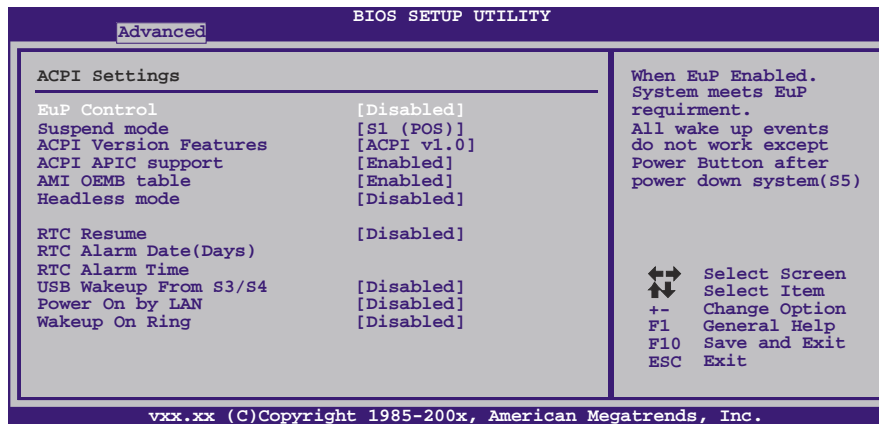 BIOS SETUP UTILITY
Advanced
ACPI Settings
EuP Control [Disabled]
Suspend mode [S1 (POS)]
ACPI Version Features [ACPI v1.0]
ACPI APIC support [Enabled]
AMI OEMB table [Enabled]
Headless mode [Disabled]
RTC Resume [Disabled]
RTC Alarm Date(Days)
RTC Alarm Time
USB Wakeup From S3/S4 [Disabled]
Power On by LAN [Disabled]
Wakeup On Ring [Disabled]
When EuP Enabled.
System meets EuP
requirment.
All wake up events
do not work except
Power Button after
power down system(S5)
Select Screen
Select Item
+- Change Option
F1 General Help
F10 Save and Exit
ESC Exit
vxx.xx (C)Copyright 1985-200x, American Megatrends, Inc.